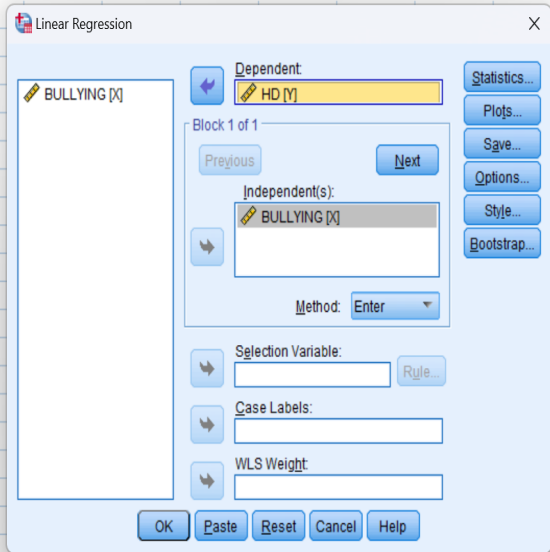 Linear Regression
X
BULLYING [X]
Dependent:
HD [Y]
Block 1 of 1
Previous
Next
Independent(s):
BULLYING [X]
Method:
Enter
Selection Variable:
Rule...
Case Labels:
WLS Weight:
Statistics...
Plots...
Save...
Options...
Style...
Bootstrap...
OK
Paste
Reset
Cancel
Help